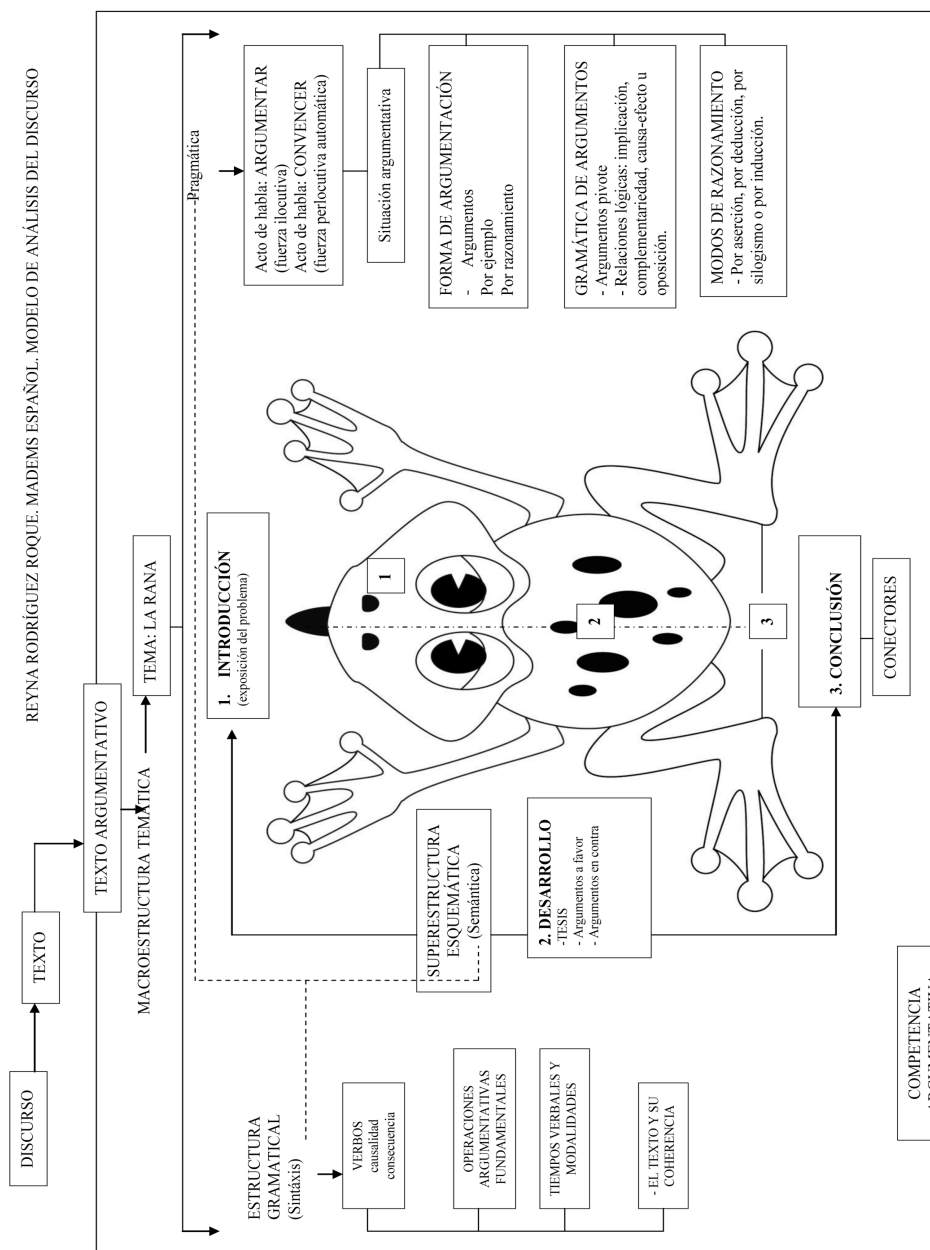 REYNA RODRÍGUEZ ROQUE. MADEMS ESPAÑOL. MODELO DE ANÁLISIS DEL DISCURSO
DISCURSO
TEXTO
TEXTO ARGUMENTATIVO
MACROESTRUCTURA TEMÁTICA
TEMA: LA RANA
ESTRUCTURA
GRAMATICAL
(Sintáxis)
VERBOS
causalidad
consecuencia
OPERACIONES
ARGUMENTATIVAS
FUNDAMENTALES
TIEMPOS VERBALES Y
MODALIDADES
- EL TEXTO Y SU
COHERENCIA
SUPERESTRUCTURA
ESQUEMÁTICA
(Semántica)
1. INTRODUCCIÓN
(exposición del problema)
2. DESARROLLO
-TESIS
- Argumentos a favor
- Argumentos en contra
3. CONCLUSIÓN
CONECTORES
1
2
3
Pragmática
Acto de habla: ARGUMENTAR
(fuerza ilocutiva)
Acto de habla: CONVENCER
(fuerza perlocutiva automática)
Situación argumentativa
FORMA DE ARGUMENTACIÓN
- Argumentos
Por ejemplo
Por razonamiento
GRAMÁTICA DE ARGUMENTOS
- Argumentos pivote
- Relaciones lógicas: implicación,
complementariedad, causa-efecto u
oposición.
MODOS DE RAZONAMIENTO
- Por aserción, por deducción, por
silogismo o por inducción.
COMPETENCIA